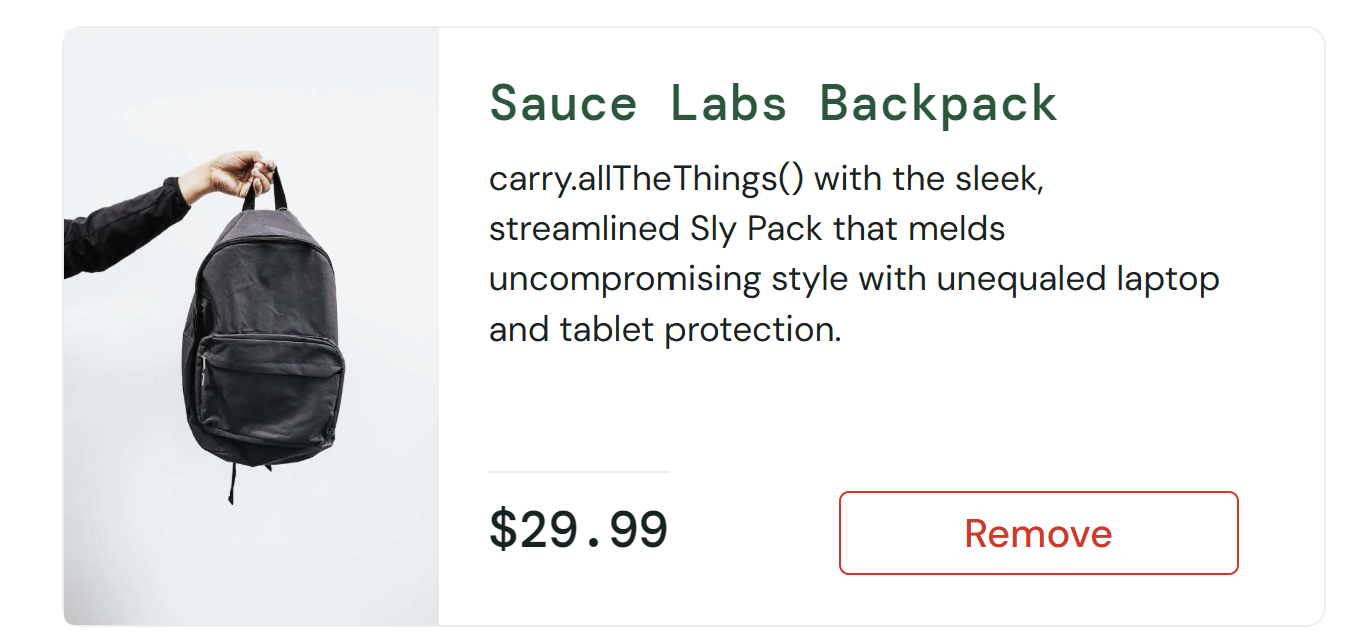 Sauce Labs Backpack
carry.allTheThings() with the sleek,
streamlined Sly Pack that melds
uncompromising style with unequaled laptop
and tablet protection.
$29.99
Remove